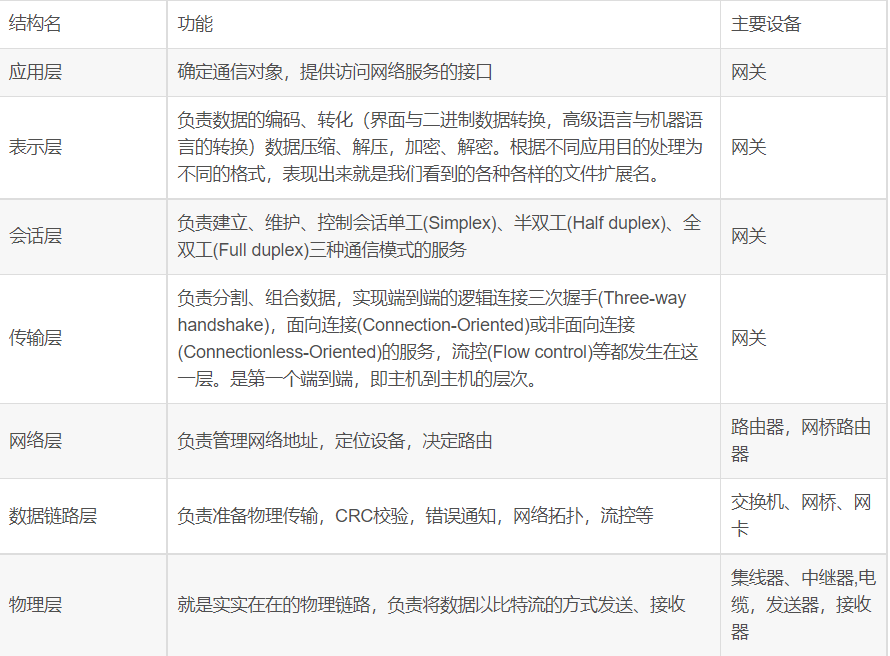 结构名
功能
主要设备
应用层
确定通信对象，提供访问网络服务的接口
网关
表示层
负责数据的编码、转化（界面与二进制数据转换，高级语言与机器语
言的转换）数据压缩、解压，加密、解密。根据不同应用目的处理为
不同的格式，表现出来就是我们看到的各种各样的文件扩展名。
网关
会话层
负责建立、维护、控制会话单工(Simplex)、半双工(Half duplex)、全
双工(Full duplex)三种通信模式的服务
网关
传输层
负责分割、组合数据，实现端到端的逻辑连接三次握手(Three-way
handshake)，面向连接(Connection-Oriented)或非面向连接
(Connectionless-Oriented)的服务，流控(Flow control)等都发生在这
一层。是第一个端到端，即主机到主机的层次。
网关
网络层
负责管理网络地址，定位设备，决定路由
路由器，网桥路由
器
数据链路层
负责准备物理传输，CRC校验，错误通知，网络拓扑，流控等
交换机、网桥、网
卡
物理层
就是实实在在的物理链路，负责将数据以比特流的方式发送、接收
集线器、中继器,电
缆，发送器，接收
器